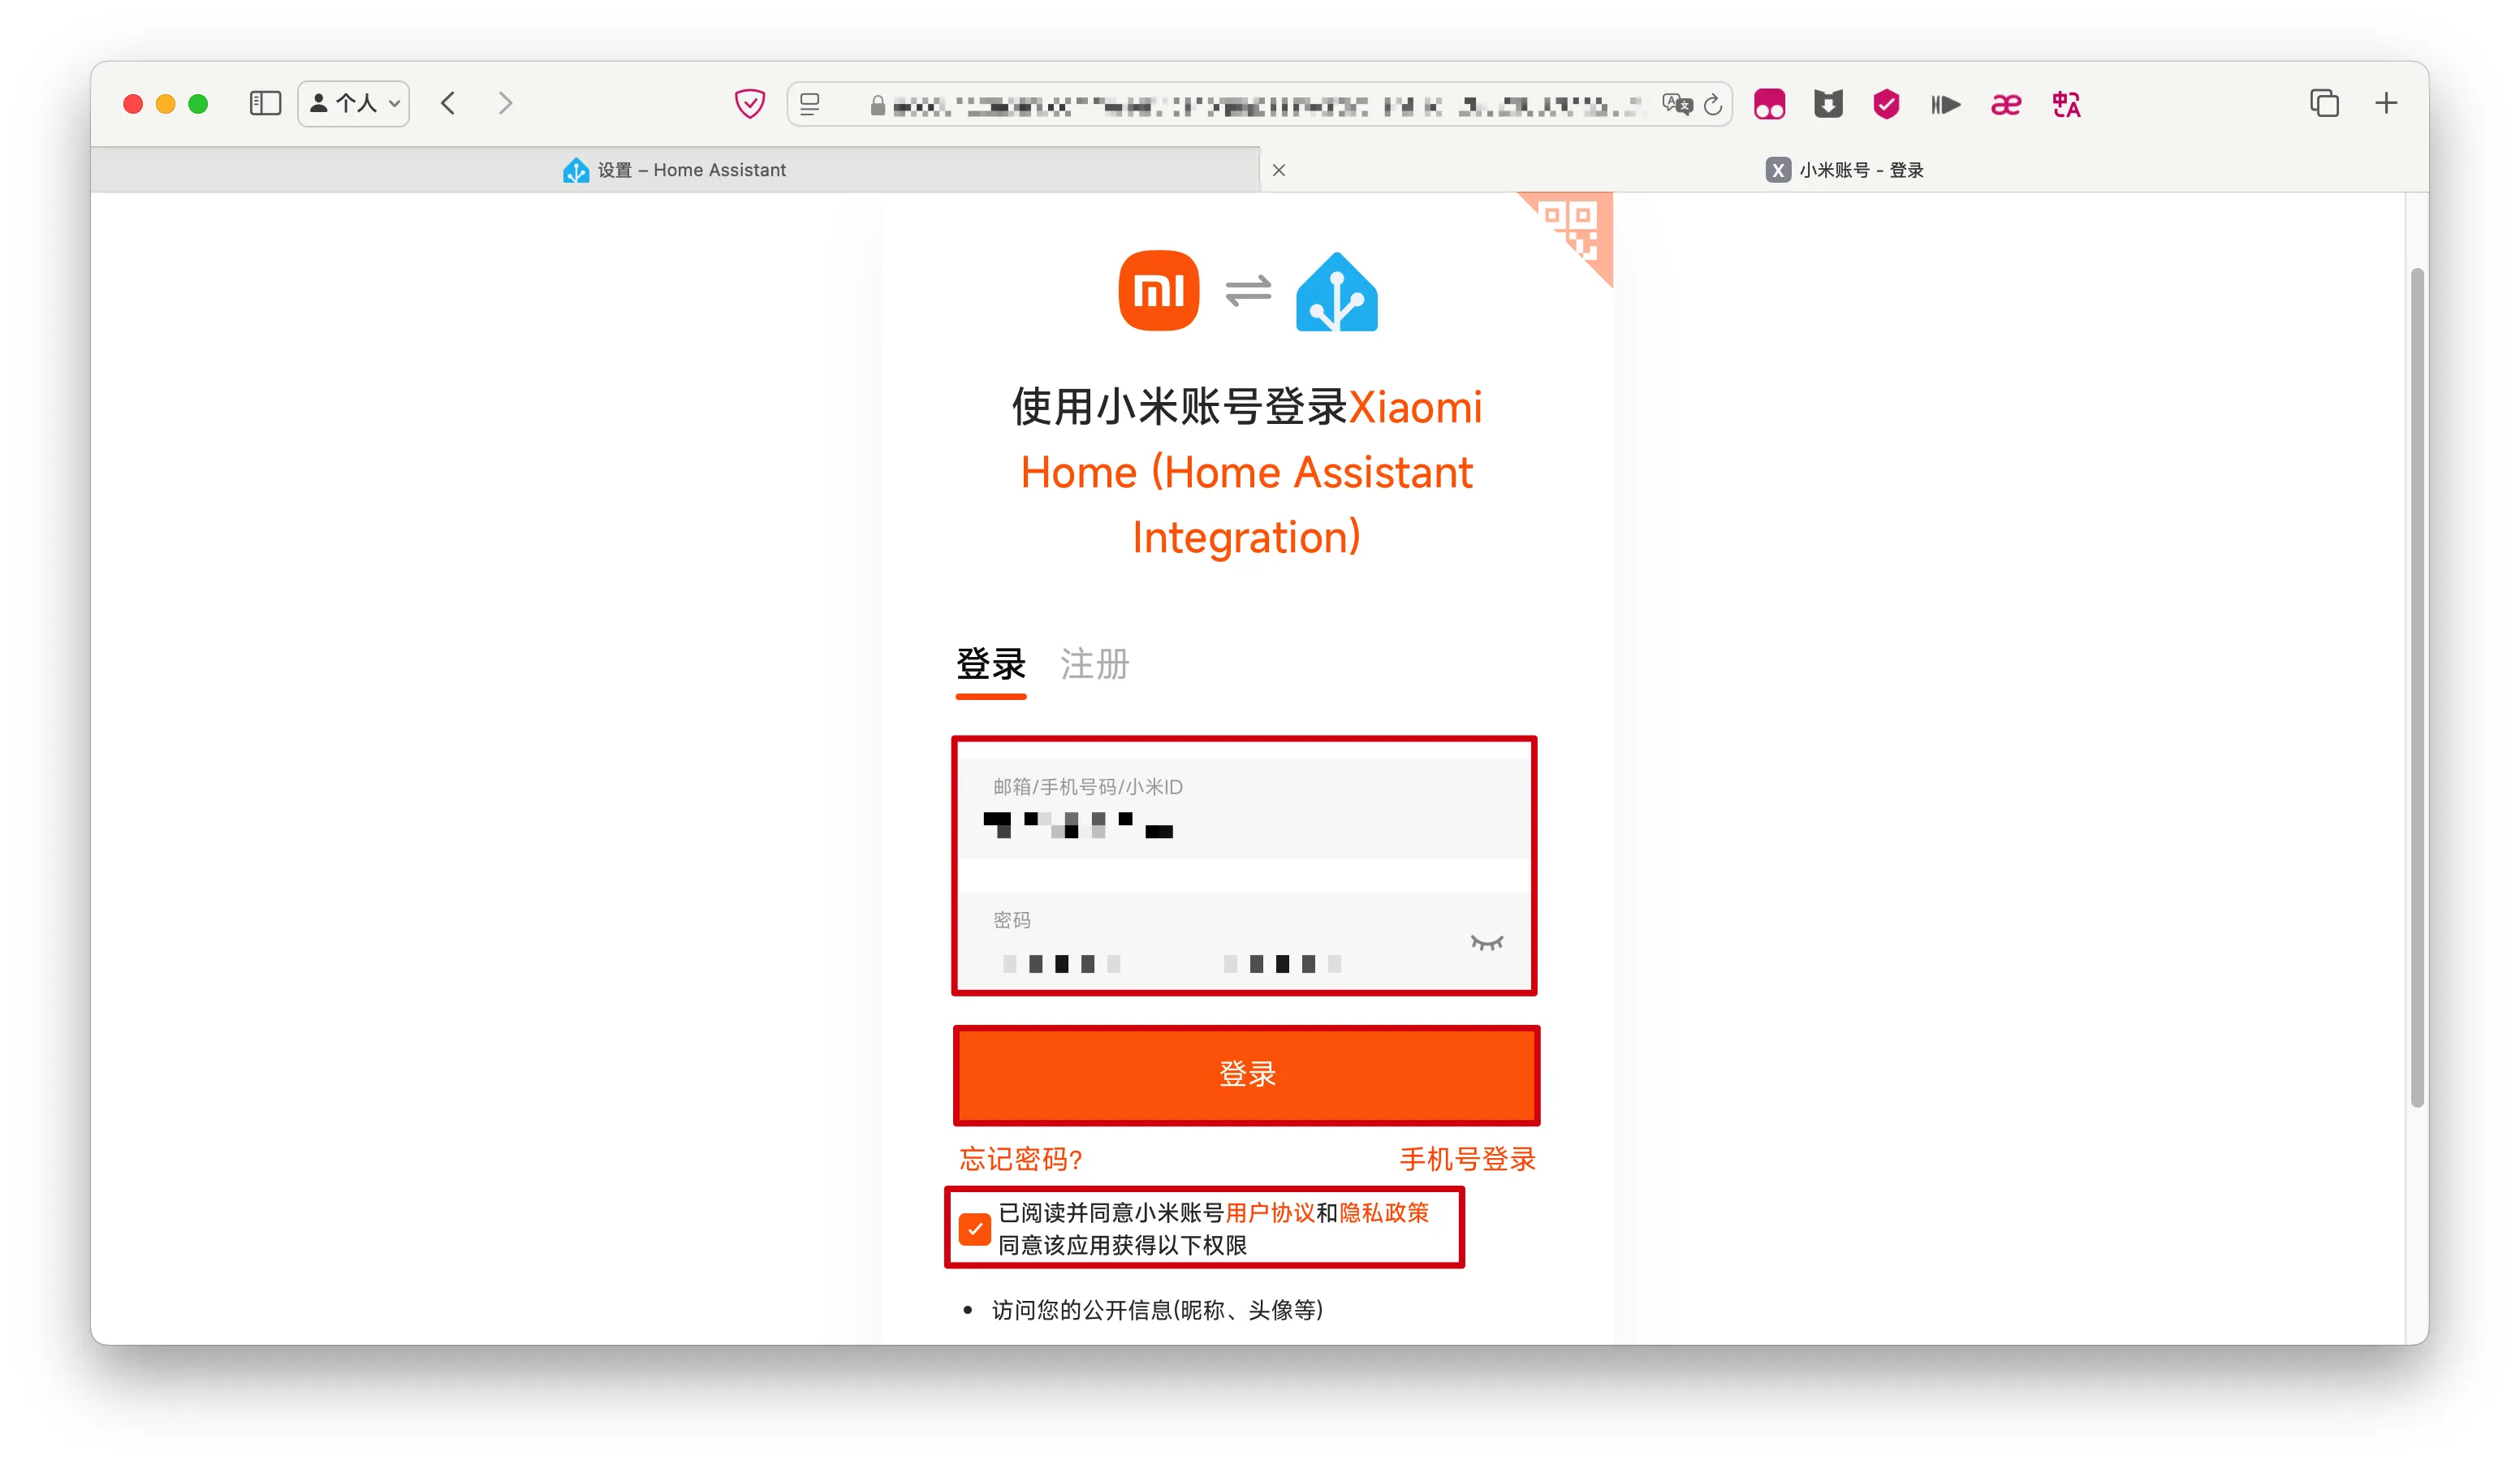 个人
设置 – Home Assistant
小米账号 - 登录
使用小米账号登录Xiaomi
Home (Home Assistant
Integration)
登录 注册
邮箱/手机号码/小米ID
密码
登录
忘记密码? 手机号登录
已阅读并同意小米账号用户协议和隐私政策
同意该应用获得以下权限
• 访问您的公开信息(昵称、头像等)